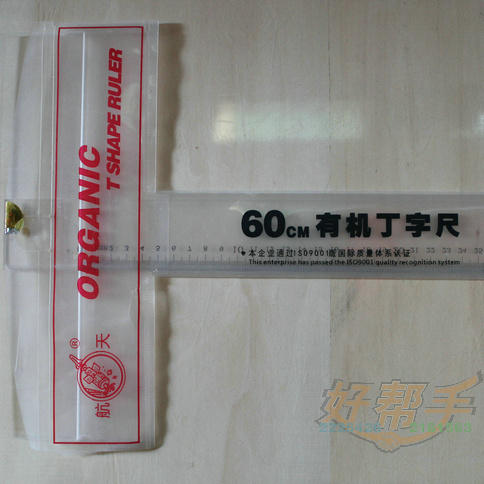 ORGANIC
T SHAPE RULER
60CM 有机丁字尺
本企业通过ISO9001国际质量体系认证
This enterprise has passed the ISO9001 quality recognition system
航天
®
好帮手